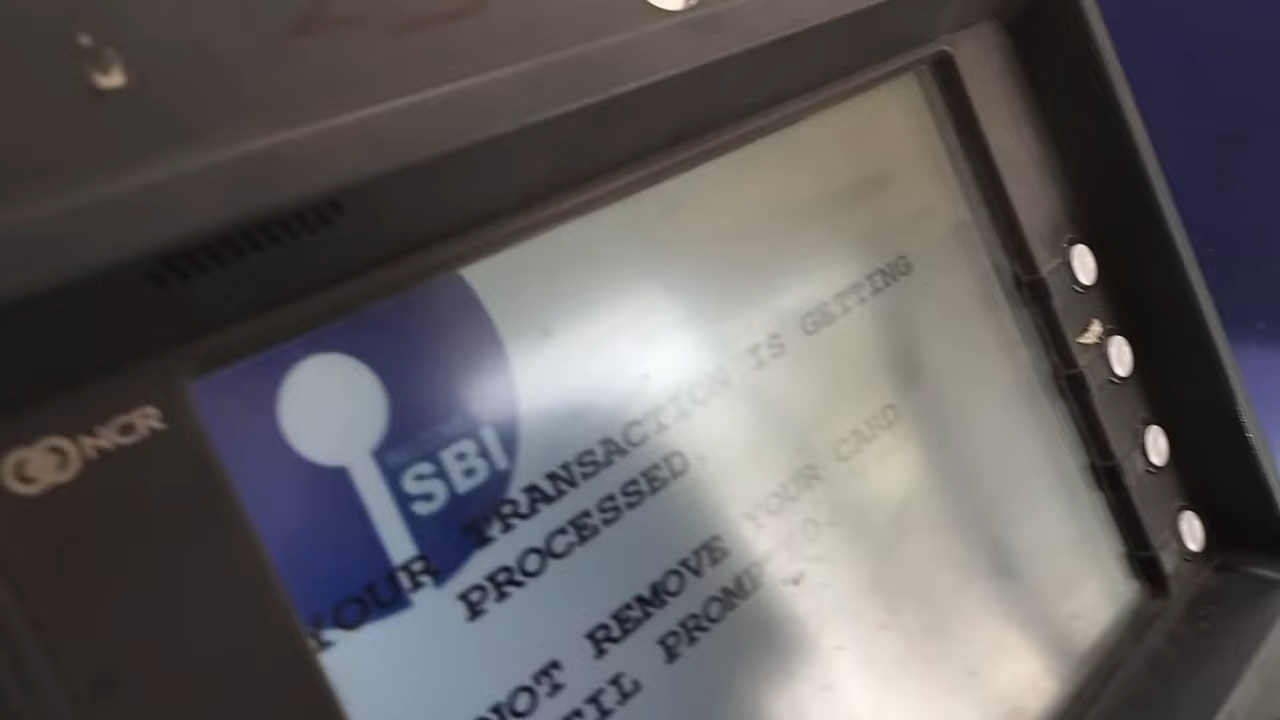 NCR
SBI
YOUR TRANSACTION IS GETTING
PROCESSED,
NOT REMOVE YOUR CARD